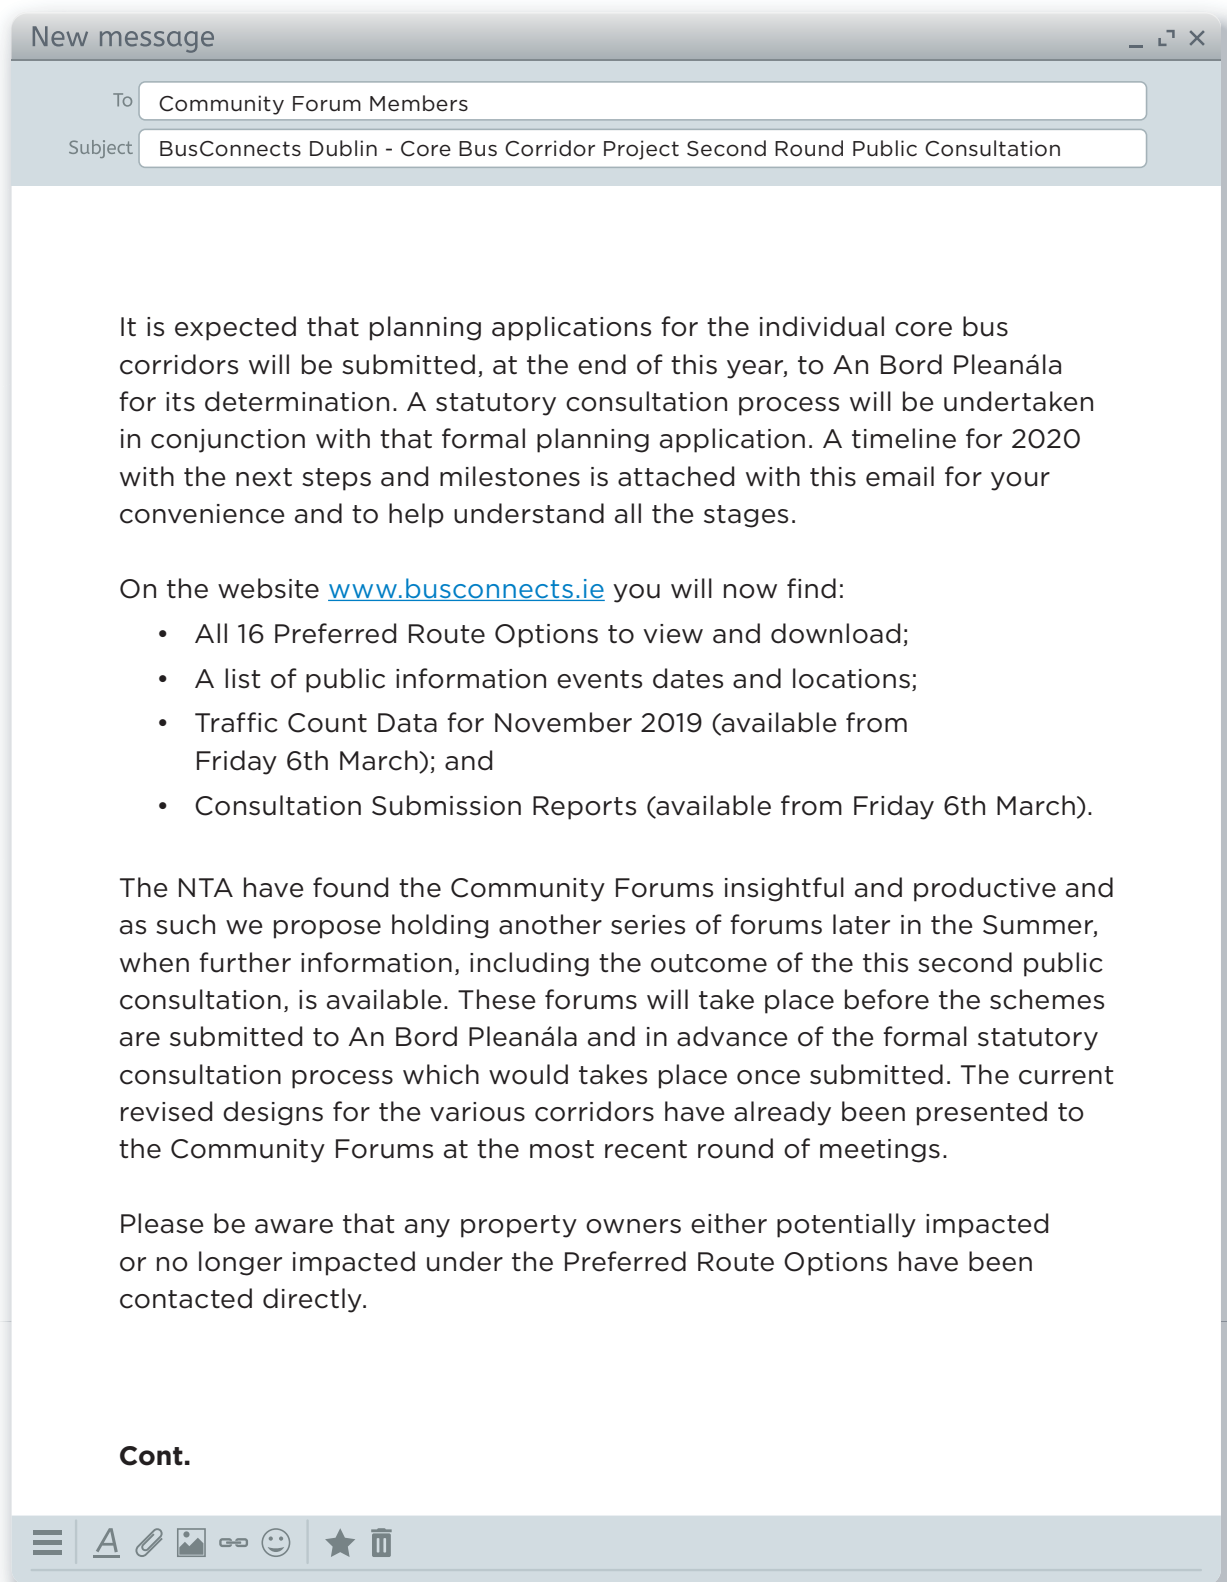 New message
To Community Forum Members
Subject BusConnects Dublin - Core Bus Corridor Project Second Round Public Consultation
It is expected that planning applications for the individual core bus
corridors will be submitted, at the end of this year, to An Bord Pleanála
for its determination. A statutory consultation process will be undertaken
in conjunction with that formal planning application. A timeline for 2020
with the next steps and milestones is attached with this email for your
convenience and to help understand all the stages.
On the website www.busconnects.ie you will now find:
• All 16 Preferred Route Options to view and download;
• A list of public information events dates and locations;
• Traffic Count Data for November 2019 (available from
Friday 6th March); and
• Consultation Submission Reports (available from Friday 6th March).
The NTA have found the Community Forums insightful and productive and
as such we propose holding another series of forums later in the Summer,
when further information, including the outcome of the this second public
consultation, is available. These forums will take place before the schemes
are submitted to An Bord Pleanála and in advance of the formal statutory
consultation process which would takes place once submitted. The current
revised designs for the various corridors have already been presented to
the Community Forums at the most recent round of meetings.
Please be aware that any property owners either potentially impacted
or no longer impacted under the Preferred Route Options have been
contacted directly.
Cont.
A